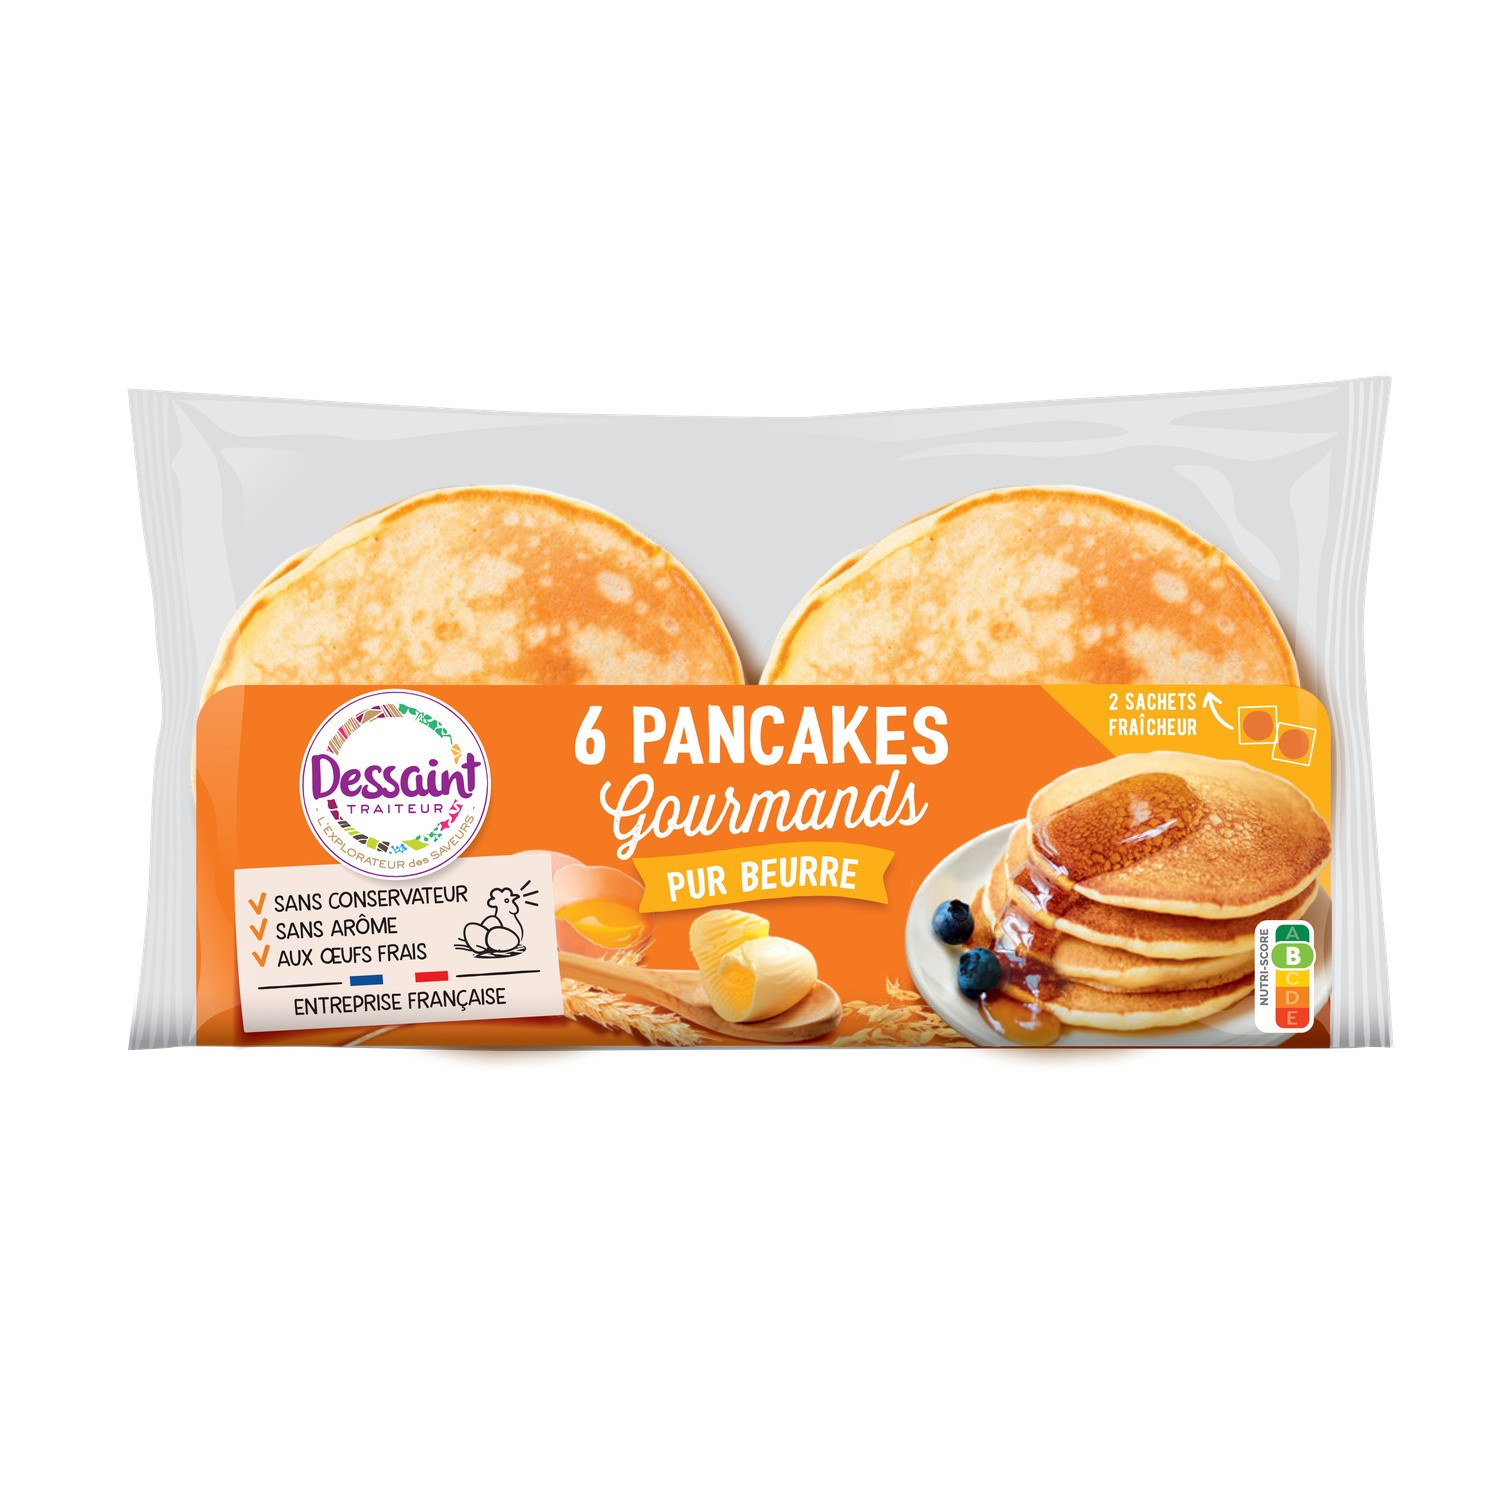 6 PANCAKES
Gourmands
PUR BEURRE
2 SACHETS
FRAÎCHEUR
Dessaint
TRAITEUR
L'EXPLORATEUR des SAVEURS
SANS CONSERVATEUR
SANS ARÔME
AUX ŒUFS FRAIS
ENTREPRISE FRANÇAISE
NUTRI-SCORE
A
B
C
D
E